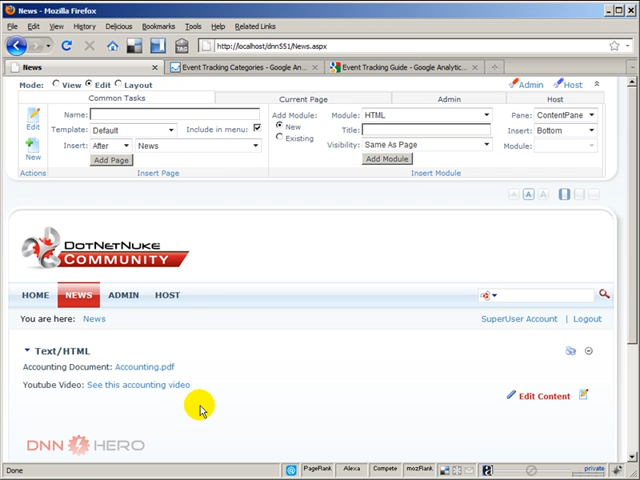 News - Mozilla Firefox
File Edit View History Delicious Bookmarks Tools Help Related Links
http://localhost/dnn551/News.aspx
News Event Tracking Categories - Google An... Event Tracking Guide - Google Analytic...
Mode: View Edit Layout Admin Host
Common Tasks Current Page Admin Host
Edit Name: Add Module: Module: HTML Pane: ContentPane
Template: Default Include in menu: New Title: Insert: Bottom
New Insert: After News Existing Visibility: Same As Page Module:
Add Page Add Module
Actions Insert Page Insert Module
A A A
DOTNETNUKE
COMMUNITY
HOME NEWS ADMIN HOST
You are here: News SuperUser Account | Logout
Text/HTML
Accounting Document: Accounting.pdf
Youtube Video: See this accounting video
Edit Content
DNN HERO
Done PageRank Alexa Compete mozRank private